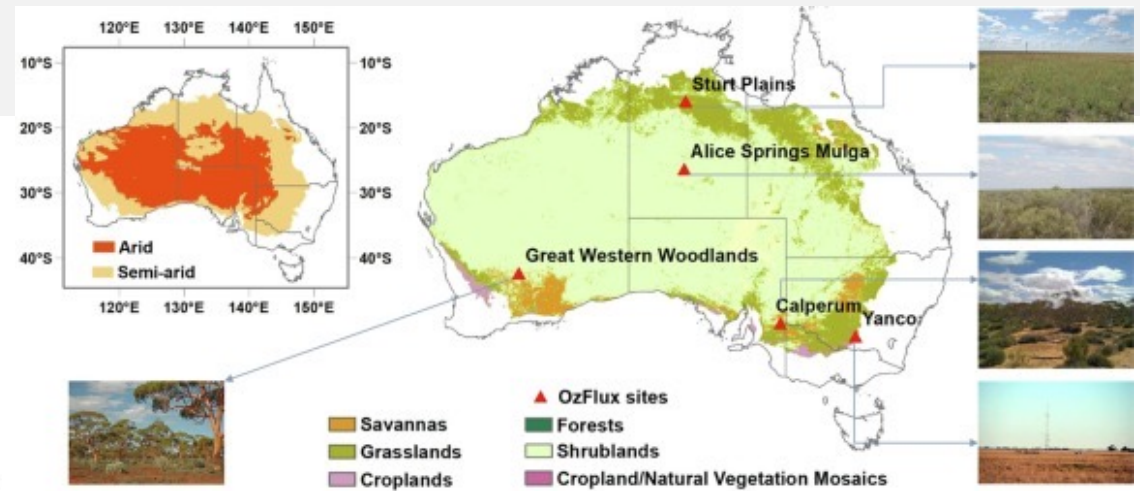 120°E 130°E 140°E 150°E
10°S
20°S
30°S
40°S
10°S
20°S
30°S
40°S
Arid
Semi-arid
120°E 130°E 140°E 150°E
Sturt Plains
Alice Springs Mulga
Great Western Woodlands
Calperum
Yanco
OzFlux sites
Savannas
Grasslands
Croplands
Forests
Shrublands
Cropland/Natural Vegetation Mosaics